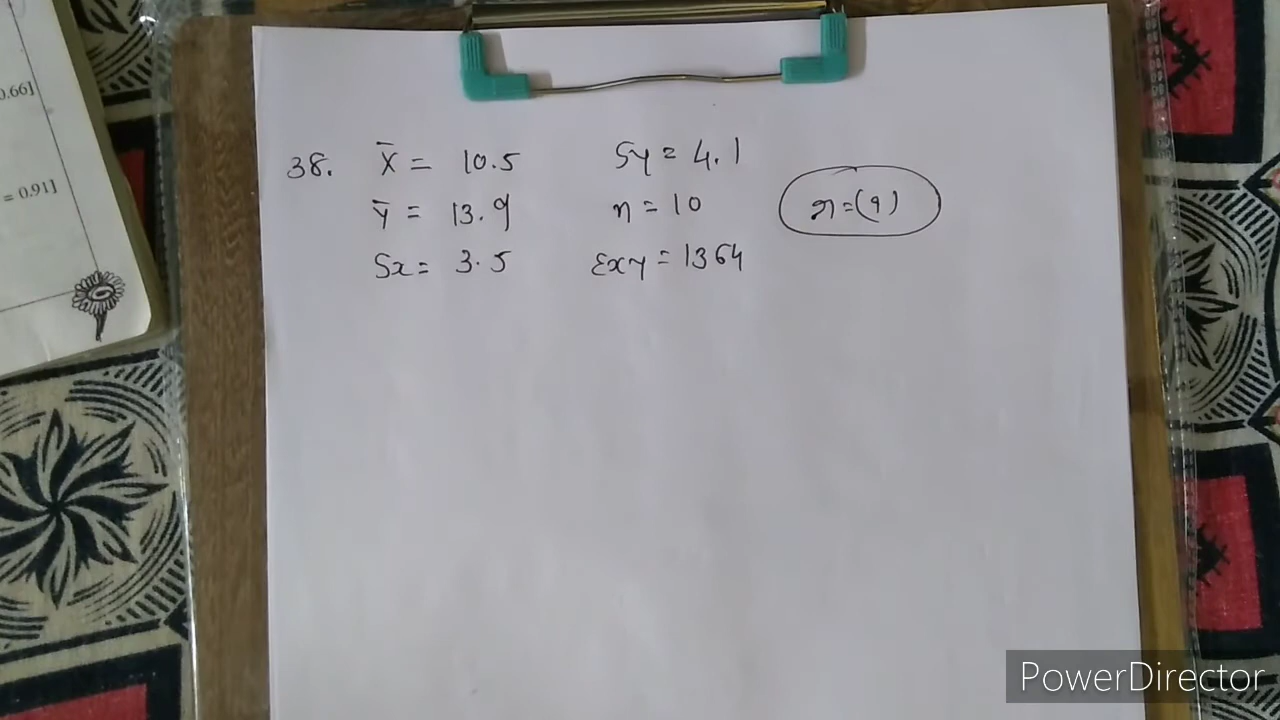 0.66]
= 0.91]
38. X̄ = 10.5 Sy = 4.1
Ȳ = 13.9 n = 10 r = (?)
Sx = 3.5 Σxy = 1364
PowerDirector